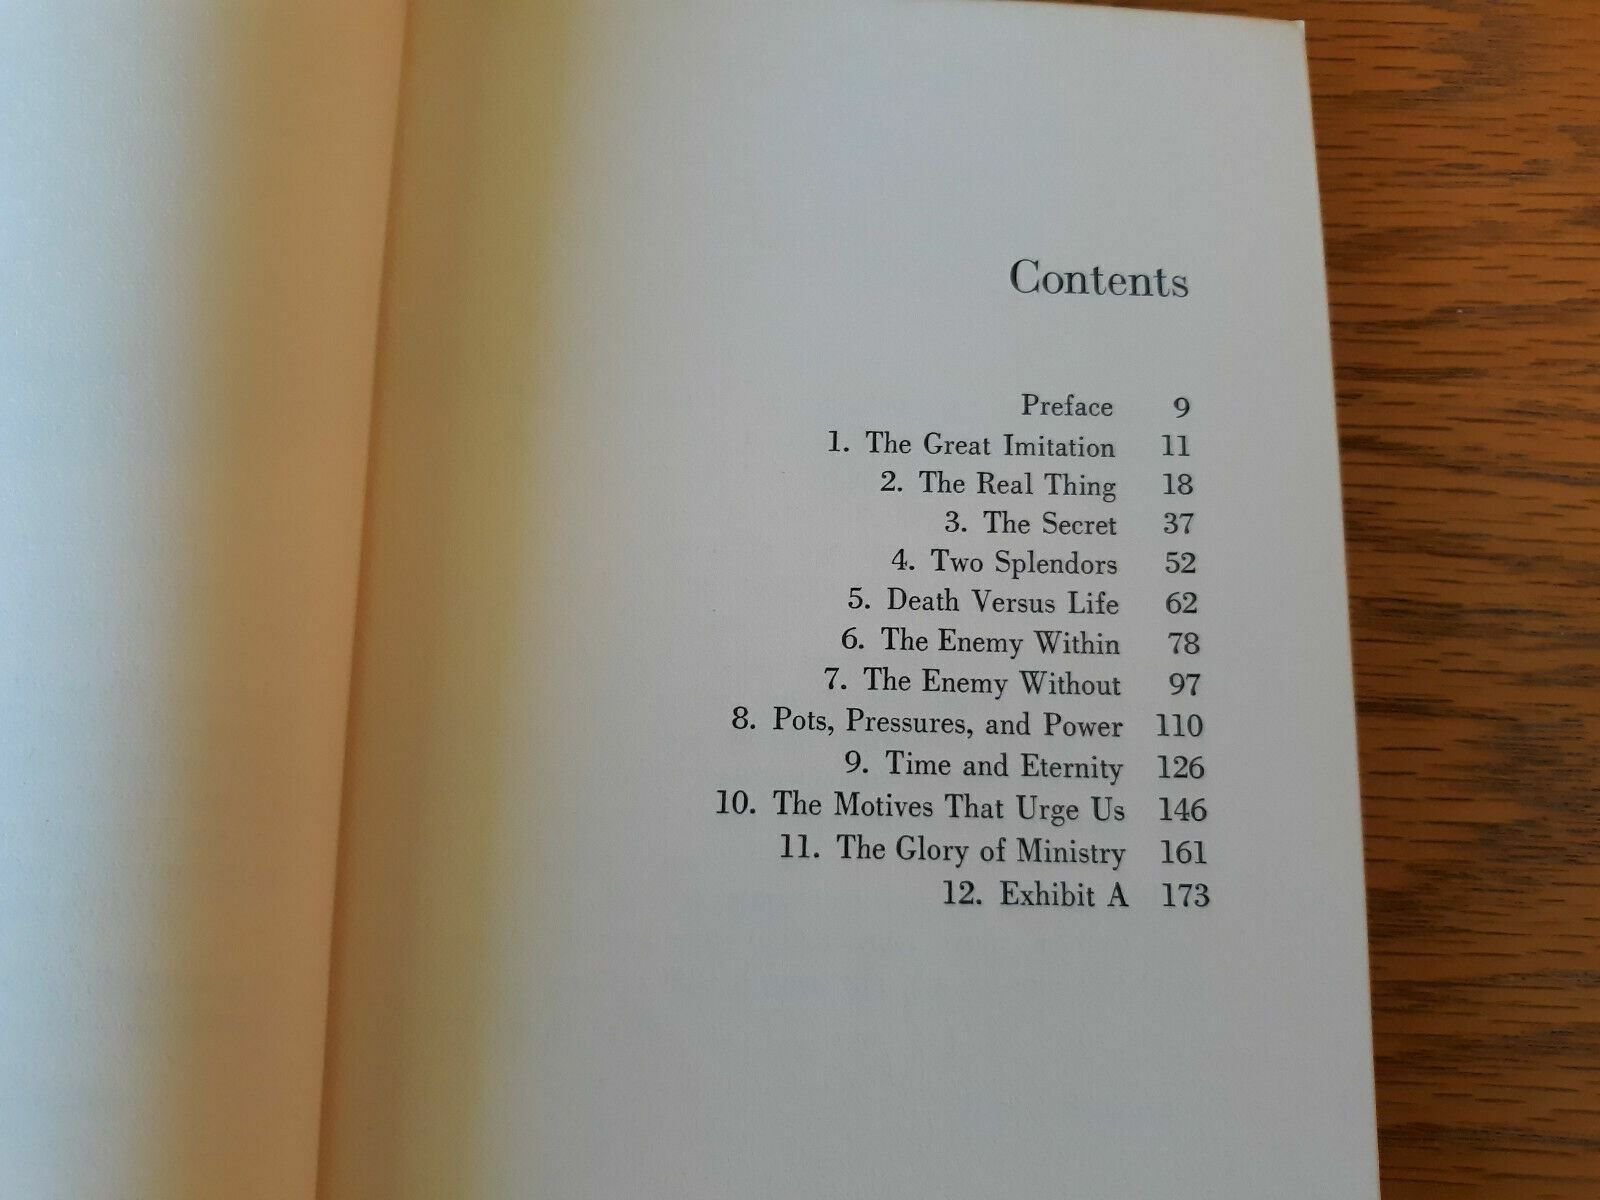 Contents
Preface 9
1. The Great Imitation 11
2. The Real Thing 18
3. The Secret 37
4. Two Splendors 52
5. Death Versus Life 62
6. The Enemy Within 78
7. The Enemy Without 97
8. Pots, Pressures, and Power 110
9. Time and Eternity 126
10. The Motives That Urge Us 146
11. The Glory of Ministry 161
12. Exhibit A 173